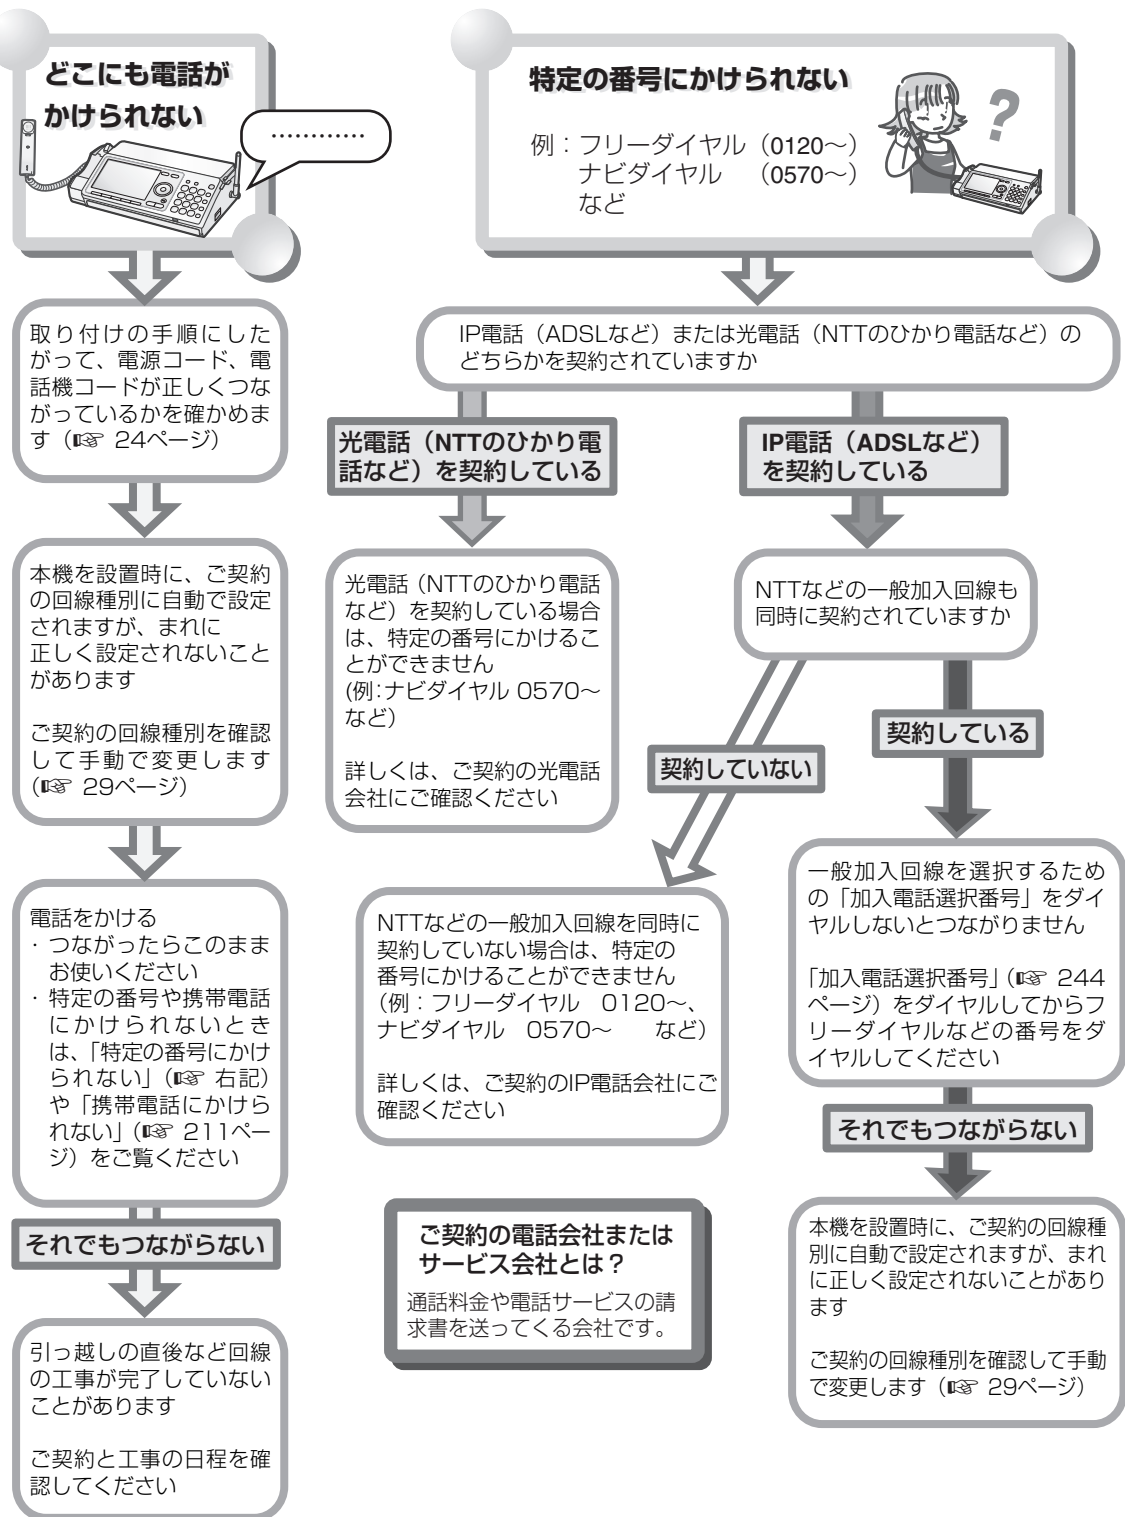 どこにも電話が
かけられない
…………
取り付けの手順にした
がって、電源コード、電
話機コードが正しくつな
がっているかを確かめま
す（☞ 24ページ）
本機を設置時に、ご契約
の回線種別に自動で設定
されますが、まれに
正しく設定されないこと
があります
ご契約の回線種別を確認
して手動で変更します
（☞ 29ページ）
電話をかける
・つながったらこのまま
お使いください
・特定の番号や携帯電話
にかけられないとき
は、「特定の番号にかけ
られない」（☞ 右記）
や「携帯電話にかけら
れない」（☞ 211ペー
ジ）をご覧ください
それでもつながらない
引っ越しの直後など回線
の工事が完了していない
ことがあります
ご契約と工事の日程を確
認してください
特定の番号にかけられない
例：フリーダイヤル（0120～）
ナビダイヤル　（0570～）
など
?
IP電話（ADSLなど）または光電話（NTTのひかり電話など）の
どちらかを契約されていますか
光電話（NTTのひかり電
話など）を契約している
光電話（NTTのひかり電話
など）を契約している場合
は、特定の番号にかけるこ
とができません
(例：ナビダイヤル 0570～
など）
詳しくは、ご契約の光電話
会社にご確認ください
IP電話（ADSLなど）
を契約している
NTTなどの一般加入回線も
同時に契約されていますか
契約していない
NTTなどの一般加入回線を同時に
契約していない場合は、特定の
番号にかけることができません
（例：フリーダイヤル　0120～、
ナビダイヤル　0570～　　など）
詳しくは、ご契約のIP電話会社にご
確認ください
契約している
一般加入回線を選択するため
の「加入電話選択番号」をダイ
ヤルしないとつながりません
「加入電話選択番号」（☞ 244
ページ）をダイヤルしてからフ
リーダイヤルなどの番号をダ
イヤルしてください
それでもつながらない
本機を設置時に、ご契約の回線種
別に自動で設定されますが、まれ
に正しく設定されないことがあり
ます
ご契約の回線種別を確認して手動
で変更します（☞ 29ページ）
ご契約の電話会社または
サービス会社とは？
通話料金や電話サービスの請
求書を送ってくる会社です。